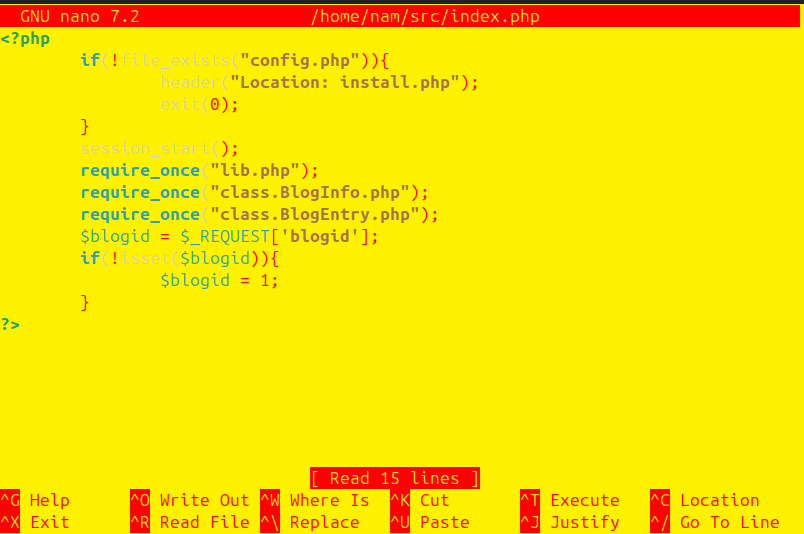 GNU nano 7.2 /home/nam/src/index.php
<?php
if(!file_exists("config.php")){
header("Location: install.php");
exit(0);
}
session_start();
require_once("lib.php");
require_once("class.BlogInfo.php");
require_once("class.BlogEntry.php");
$blogid = $_REQUEST['blogid'];
if(!isset($blogid)){
$blogid = 1;
}
?>
[ Read 15 lines ]
^G Help ^O Write Out ^W Where Is ^K Cut ^T Execute ^C Location
^X Exit ^R Read File ^\ Replace ^U Paste ^J Justify ^/ Go To Line